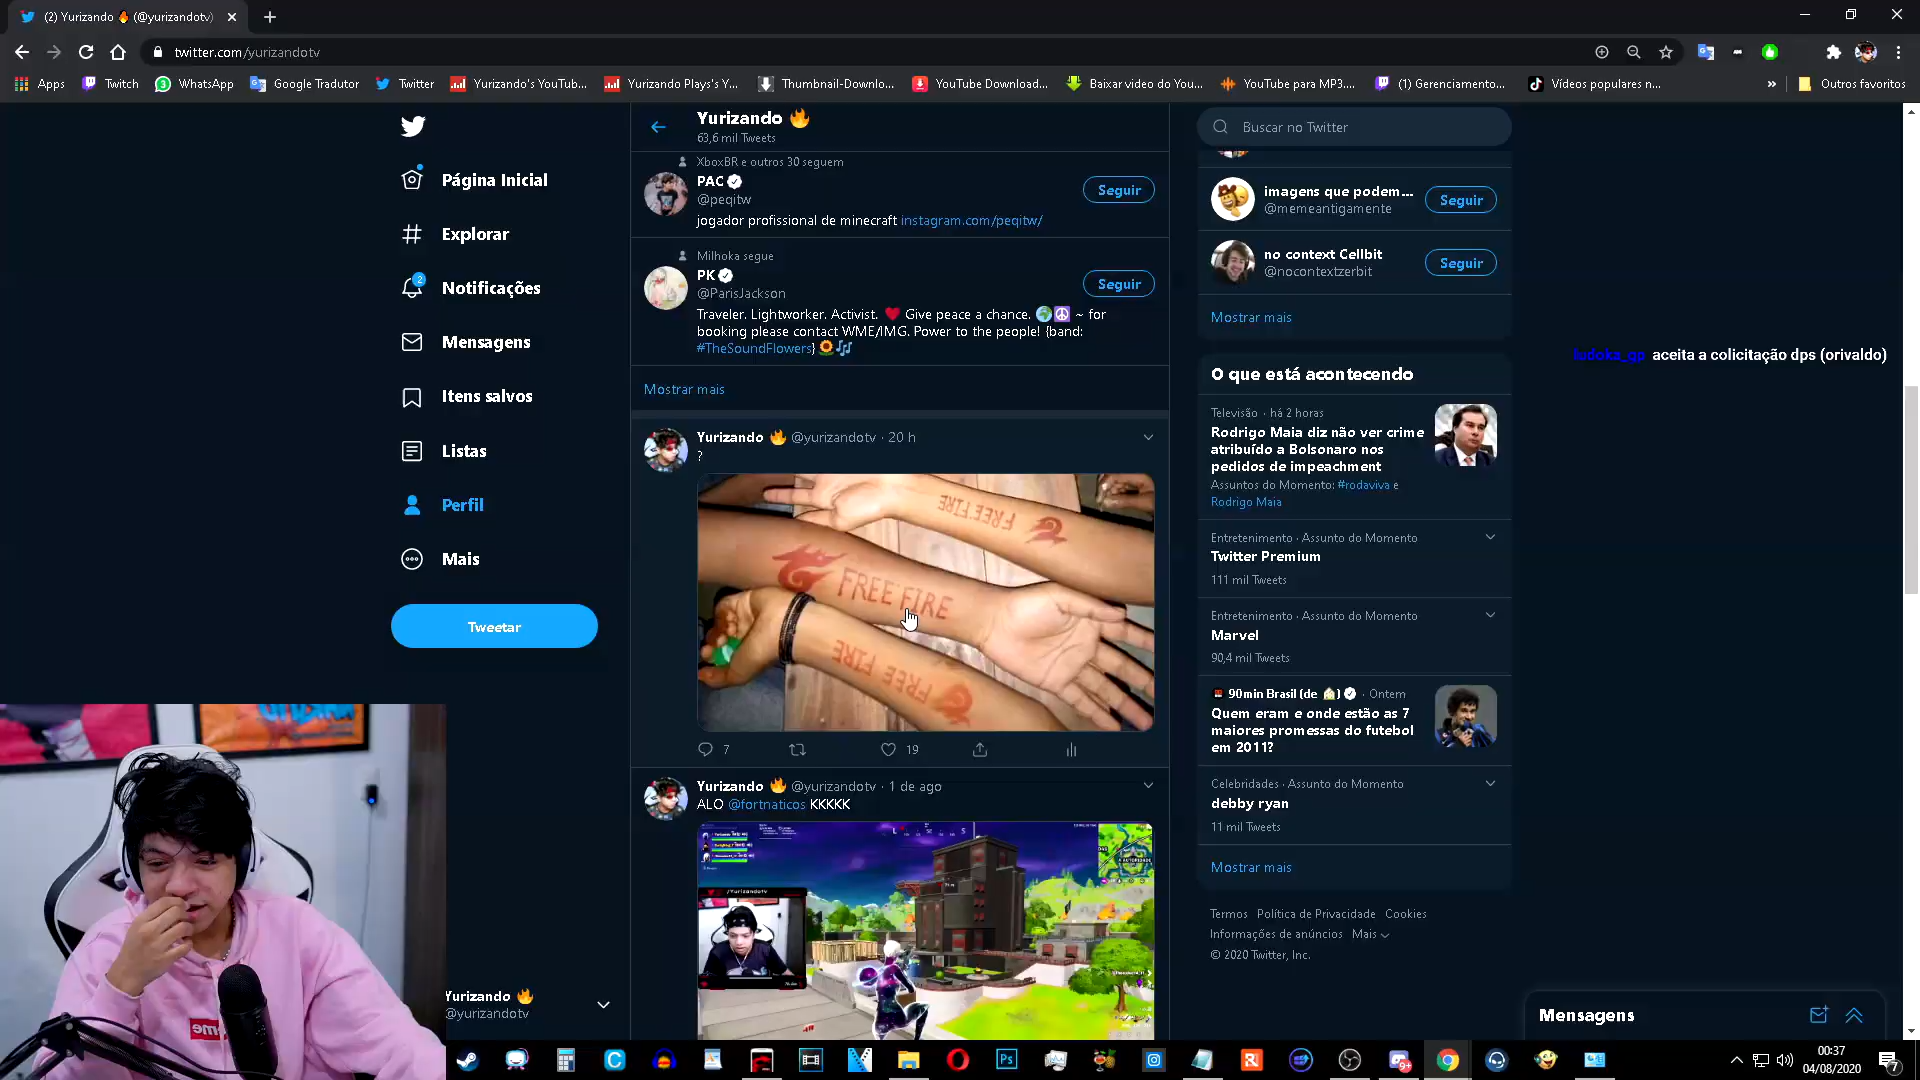 (2) Yurizando 🔥 (@yurizandotv)
twitter.com/yurizandotv
Apps
Twitch
WhatsApp
Google Tradutor
Twitter
Yurizando's YouTub...
Yurizando Plays's Y...
Thumbnail-Downlo...
YouTube Download...
Baixar video do You...
YouTube para MP3....
(1) Gerenciamento...
Vídeos populares n...
Outros favoritos
Página Inicial
Explorar
2
Notificações
Mensagens
Itens salvos
Listas
Perfil
Mais
Tweetar
Yurizando 🔥
@yurizandotv
Yurizando 🔥
63,6 mil Tweets
XboxBR e outros 30 seguem
PAC
@peqitw
Seguir
jogador profissional de minecraft instagram.com/peqitw/
Milhoka segue
PK
@ParisJackson
Seguir
Traveler. Lightworker. Activist. ❤ Give peace a chance. 🌍☮ ~ for
booking please contact WME/IMG. Power to the people! {band:
#TheSoundFlowers} 🌻🎶
Mostrar mais
Yurizando 🔥 @yurizandotv · 20 h
?
FREE FIRE
FREE FIRE
FREE FIRE
7
19
Yurizando 🔥 @yurizandotv · 1 de ago
ALO @fortnaticos KKKKK
/Yurizandotv
Buscar no Twitter
imagens que podem...
@memeantigamente
Seguir
no context Cellbit
@nocontextzerbit
Seguir
Mostrar mais
O que está acontecendo
Televisão · há 2 horas
Rodrigo Maia diz não ver crime
atribuído a Bolsonaro nos
pedidos de impeachment
Assuntos do Momento: #rodaviva e
Rodrigo Maia
Entretenimento · Assunto do Momento
Twitter Premium
111 mil Tweets
Entretenimento · Assunto do Momento
Marvel
90,4 mil Tweets
90min Brasil (de 🏠) · Ontem
Quem eram e onde estão as 7
maiores promessas do futebol
em 2011?
Celebridades · Assunto do Momento
debby ryan
11 mil Tweets
Mostrar mais
Termos Política de Privacidade Cookies
Informações de anúncios Mais
© 2020 Twitter, Inc.
ludoka_gp aceita a colicitação dps (orivaldo)
Mensagens
00:37
04/08/2020
7